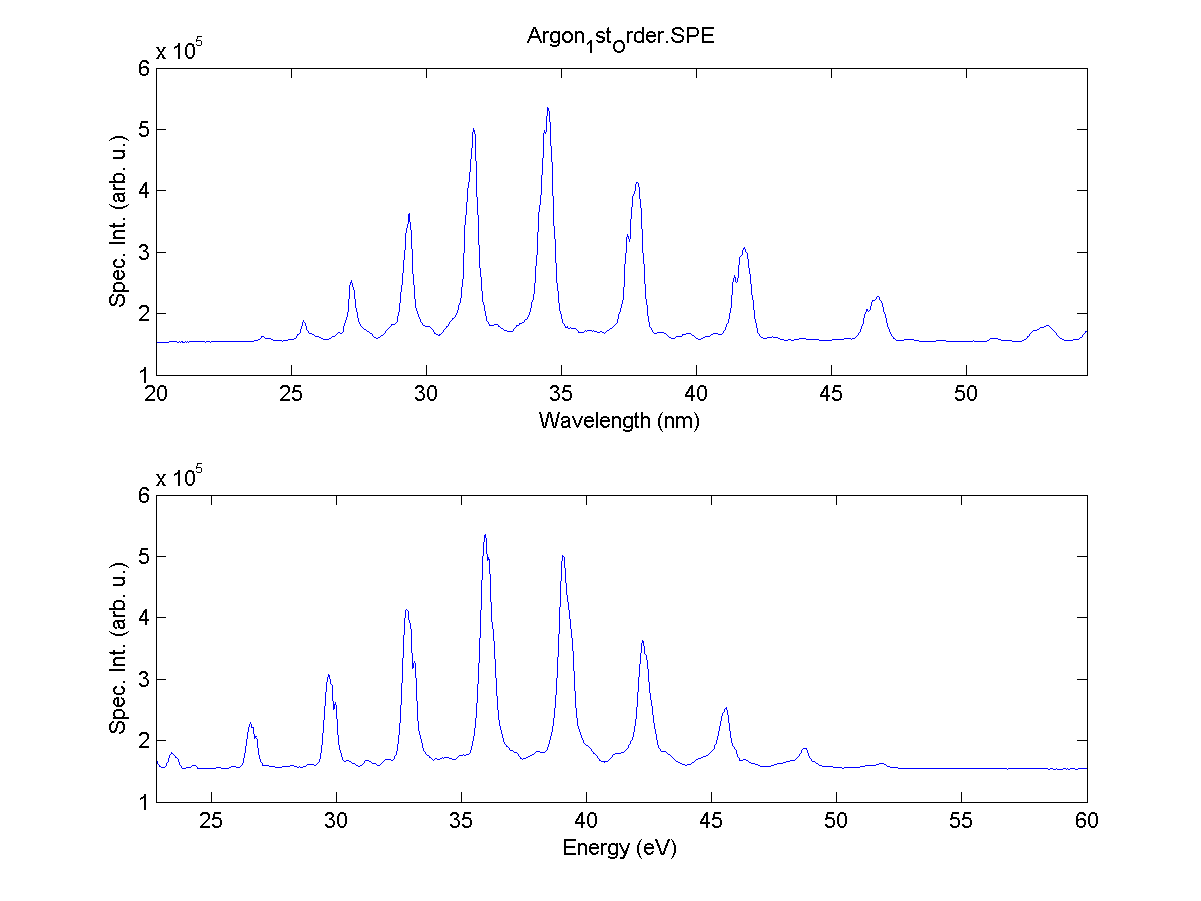 Argon1stOrder.SPE
x 10^5
6
5
4
3
2
1
Spec. Int. (arb. u.)
20 25 30 35 40 45 50
Wavelength (nm)
x 10^5
6
5
4
3
2
1
Spec. Int. (arb. u.)
25 30 35 40 45 50 55 60
Energy (eV)